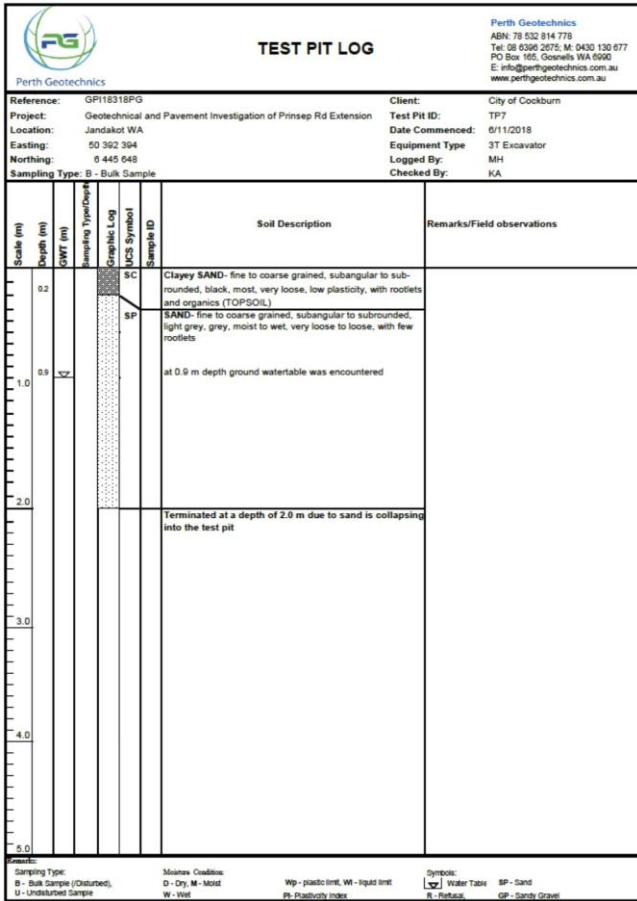 PG
Perth Geotechnics
TEST PIT LOG
Perth Geotechnics
ABN: 78 532 814 778
Tel: 08 6396 2675; M: 0430 130 677
PO Box 165, Gosnells WA 6990
E: info@perthgeotechnics.com.au
www.perthgeotechnics.com.au
Reference: GPI18318PG Client: City of Cockburn
Project: Geotechnical and Pavement Investigation of Prinsep Rd Extension Test Pit ID: TP7
Location: Jandakot WA Date Commenced: 6/11/2018
Easting: 50 392 394 Equipment Type 3T Excavator
Northing: 6 445 648 Logged By: MH
Sampling Type: B - Bulk Sample Checked By: KA
Scale (m) Depth (m) GWT (m) Sampling Type/Depth Graphic Log UCS Symbol Sample ID Soil Description Remarks/Field observations
SC Clayey SAND- fine to coarse grained, subangular to sub-
0.2 rounded, black, most, very loose, low plasticity, with rootlets
and organics (TOPSOIL)
SP SAND- fine to coarse grained, subangular to subrounded,
light grey, grey, moist to wet, very loose to loose, with few
rootlets
0.9 at 0.9 m depth ground watertable was encountered
1.0
2.0
Terminated at a depth of 2.0 m due to sand is collapsing
into the test pit
3.0
4.0
5.0
Remark:
Sampling Type: Moisture Condition: Symbols:
B - Bulk Sample (/Disturbed), D - Dry, M - Moist Wp - plastic limit, Wl - liquid limit Water Table SP - Sand
U - Undisturbed Sample W - Wet PI- Plastivity Index R - Refusal, GP - Sandy Gravel